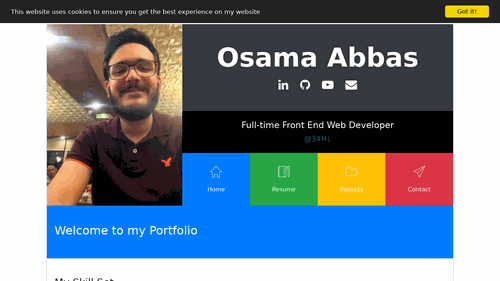 This website uses cookies to ensure you get the best experience on my website
Got it!
Osama Abbas
Full-time Front End Web Developer
@34ML
Home
Resume
Projects
Contact
Welcome to my Portfolio
My Skill Set